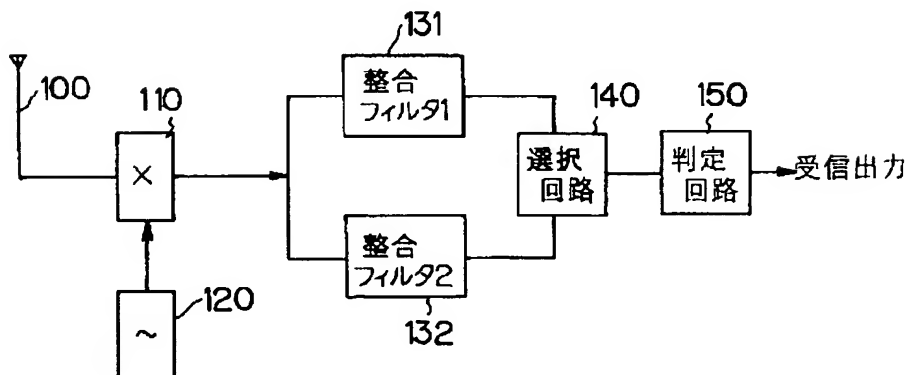 131
整合
フィルタ1
100
110
×
140
選択
回路
150
判定
回路
受信出力
整合
フィルタ2
132
120
~